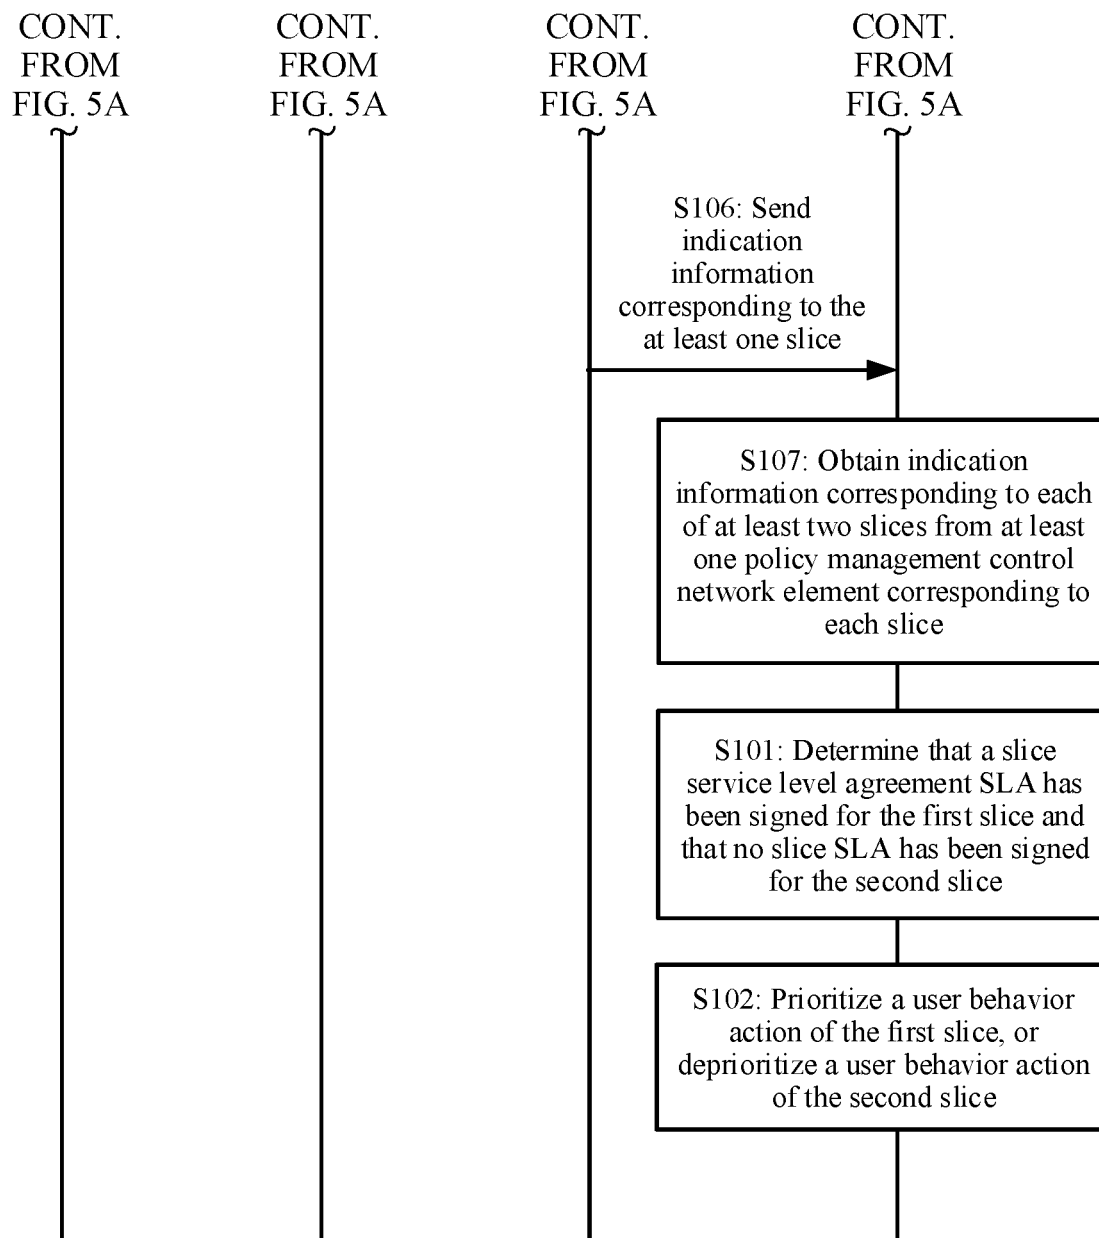 CONT.
FROM
FIG. 5A
CONT.
FROM
FIG. 5A
CONT.
FROM
FIG. 5A
CONT.
FROM
FIG. 5A
S106: Send
indication
information
corresponding to the
at least one slice
S107: Obtain indication
information corresponding to each
of at least two slices from at least
one policy management control
network element corresponding to
each slice
S101: Determine that a slice
service level agreement SLA has
been signed for the first slice and
that no slice SLA has been signed
for the second slice
S102: Prioritize a user behavior
action of the first slice, or
deprioritize a user behavior action
of the second slice